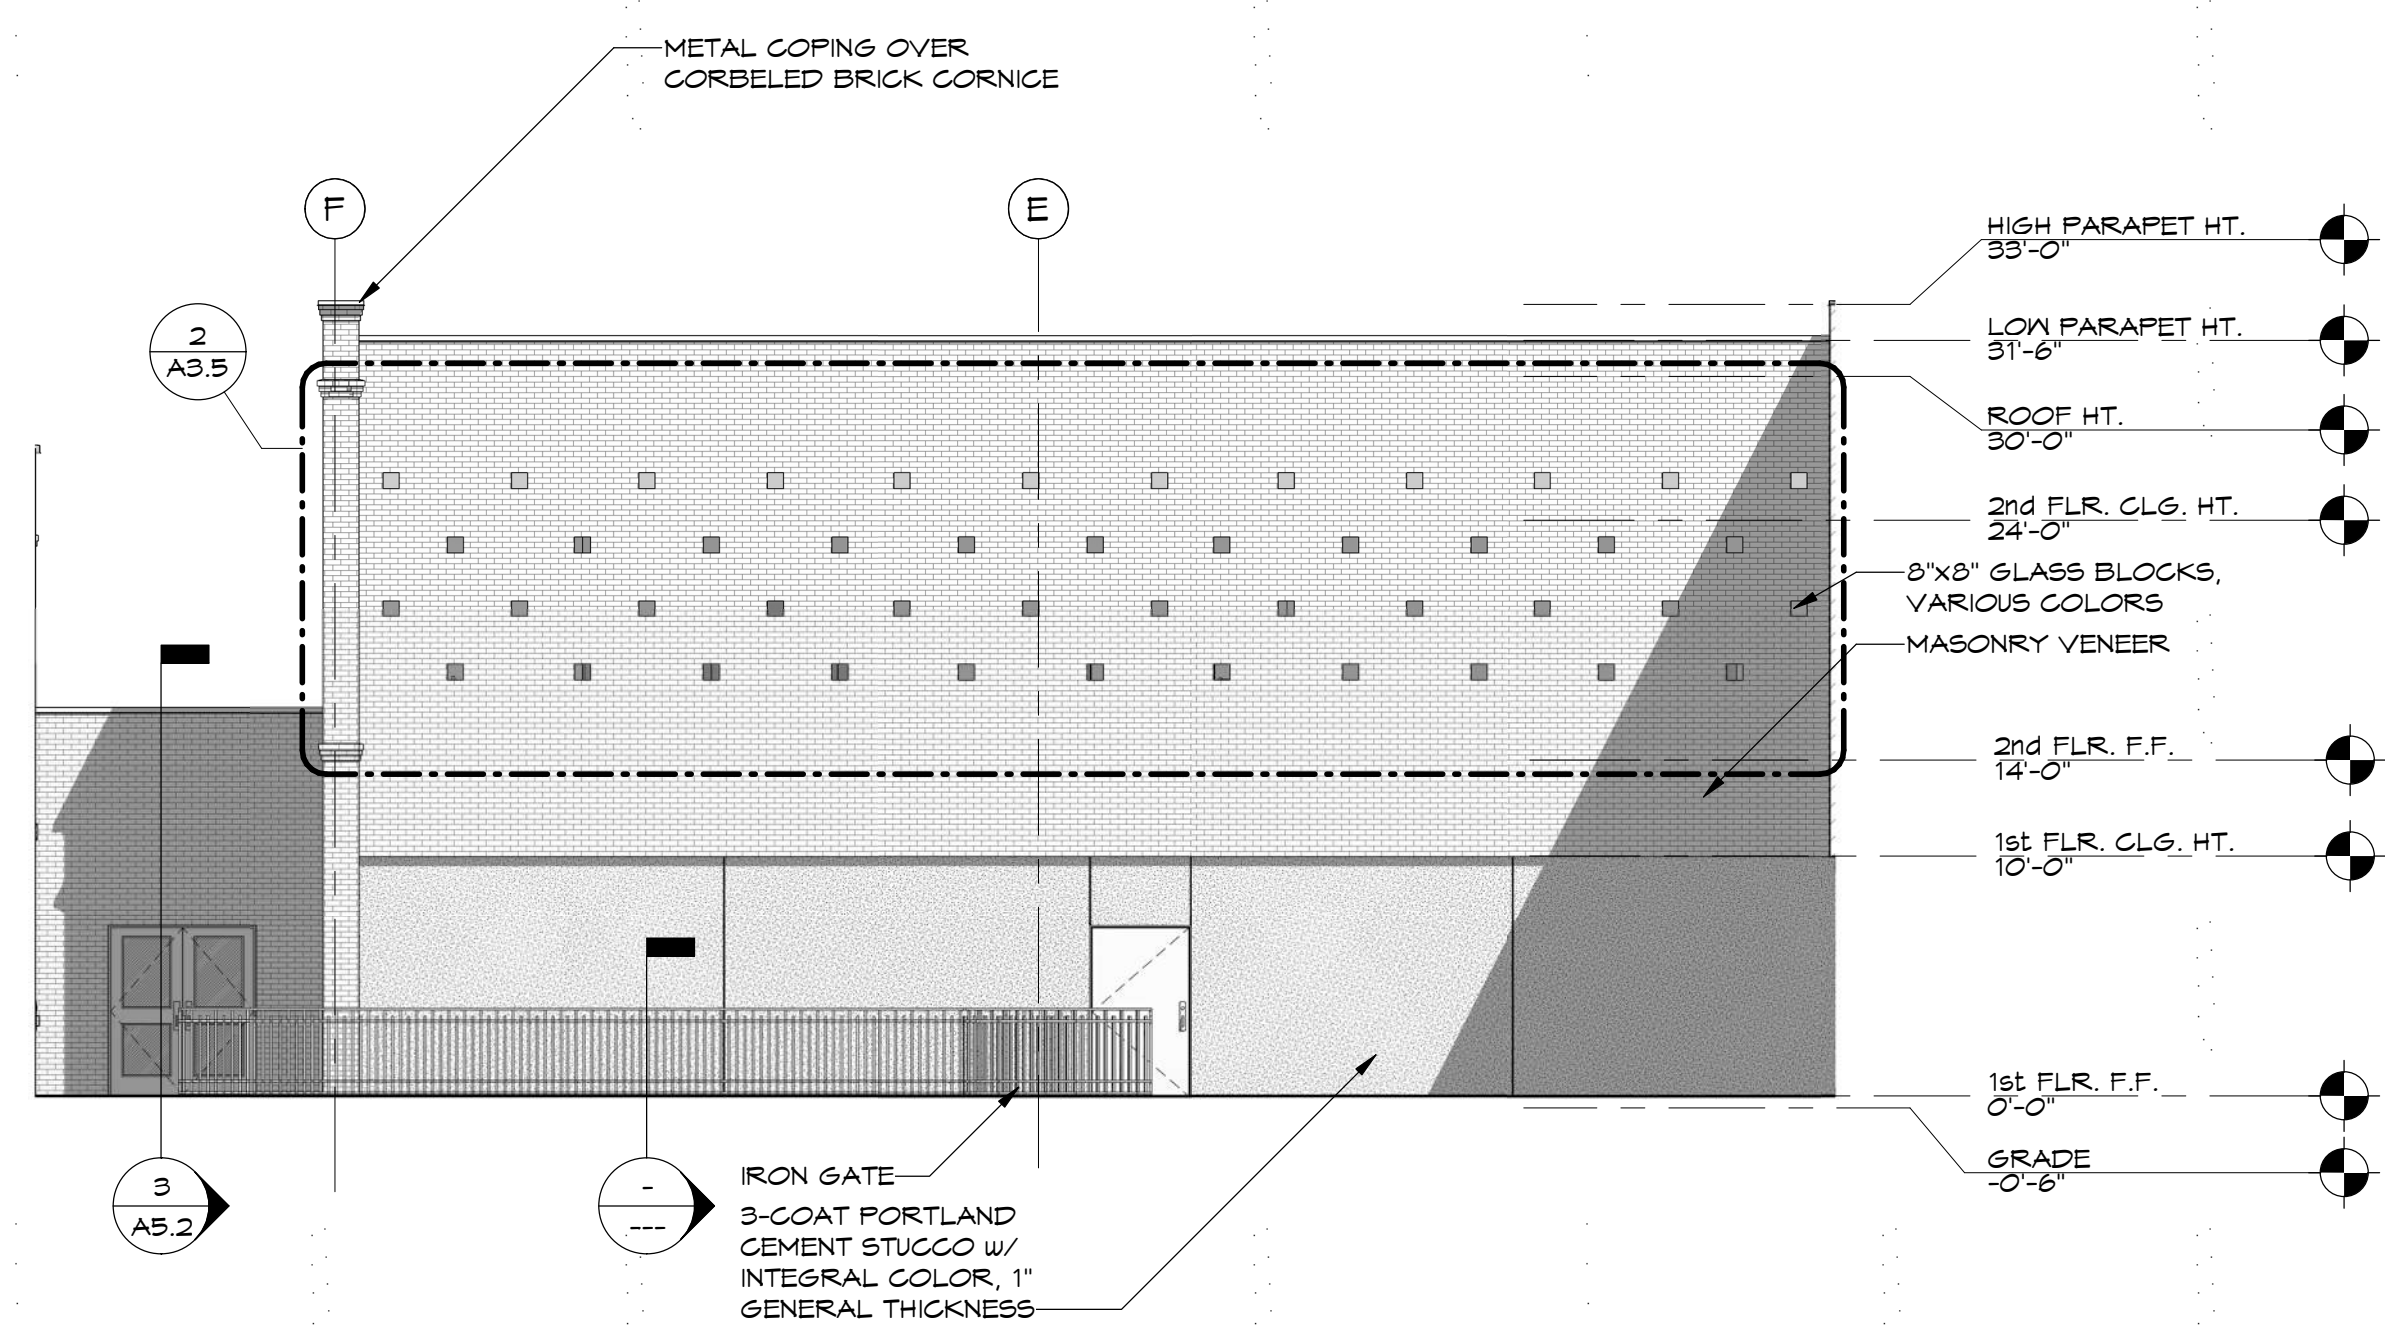 METAL COPING OVER
CORBELED BRICK CORNICE
F
E
HIGH PARAPET HT.
33'-0"
2
A3.5
LOW PARAPET HT.
31'-6"
ROOF HT.
30'-0"
2nd FLR. CLG. HT.
24'-0"
8"x8" GLASS BLOCKS,
VARIOUS COLORS
MASONRY VENEER
2nd FLR. F.F.
14'-0"
1st FLR. CLG. HT.
10'-0"
1st FLR. F.F.
0'-0"
GRADE
-0'-6"
3
A5.2
-
---
IRON GATE
3-COAT PORTLAND
CEMENT STUCCO w/
INTEGRAL COLOR, 1"
GENERAL THICKNESS